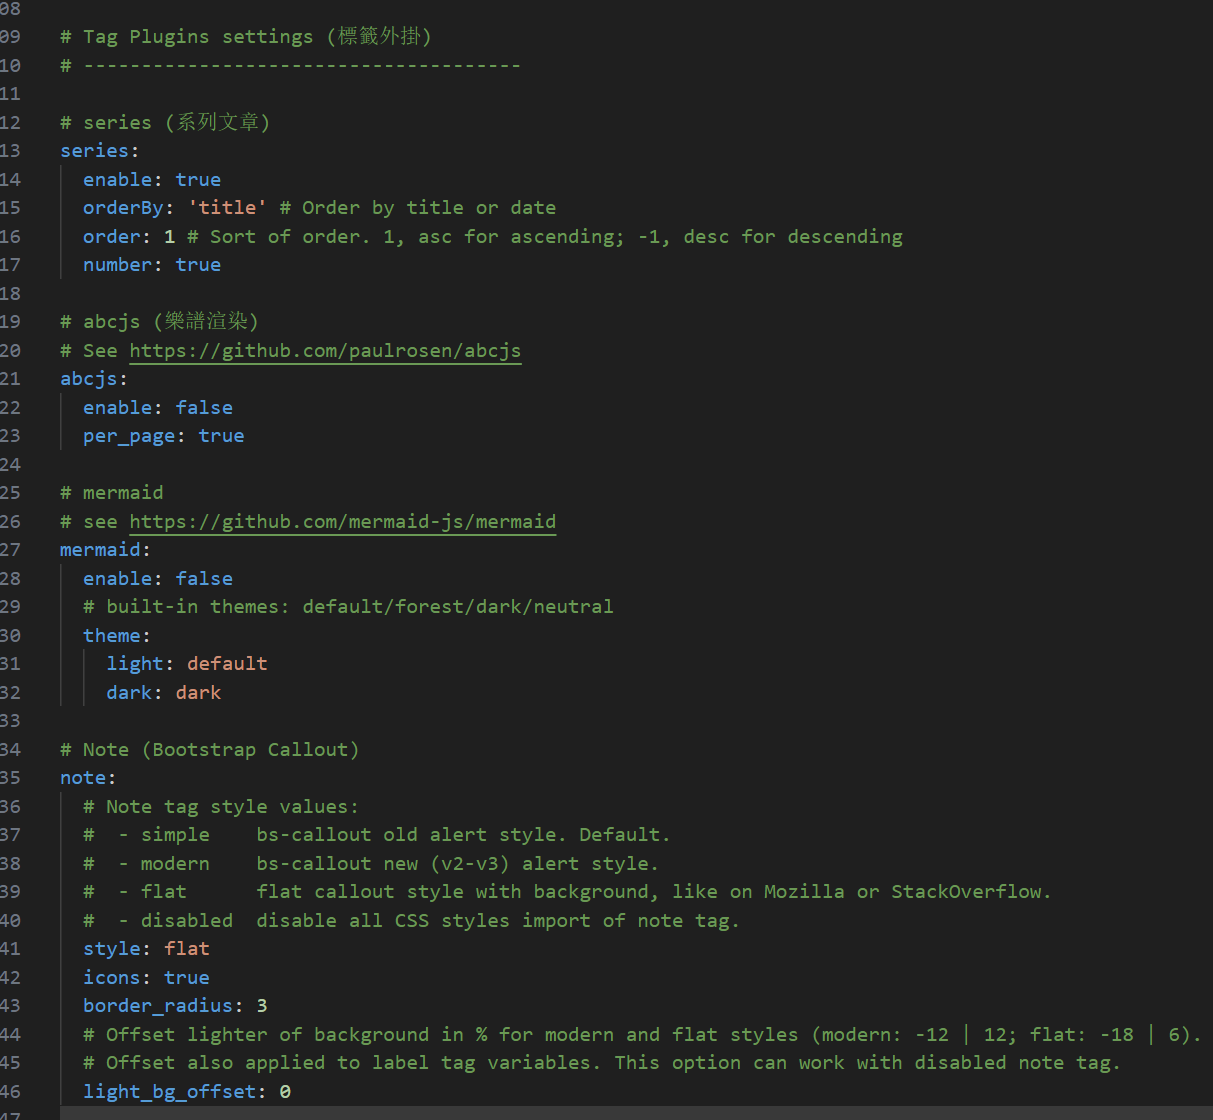 08
09 # Tag Plugins settings (標籤外掛)
10 # --------------------------------------
11
12 # series (系列文章)
13 series:
14   enable: true
15   orderBy: 'title' # Order by title or date
16   order: 1 # Sort of order. 1, asc for ascending; -1, desc for descending
17   number: true
18
19 # abcjs (樂譜渲染)
20 # See https://github.com/paulrosen/abcjs
21 abcjs:
22   enable: false
23   per_page: true
24
25 # mermaid
26 # see https://github.com/mermaid-js/mermaid
27 mermaid:
28   enable: false
29   # built-in themes: default/forest/dark/neutral
30   theme:
31     light: default
32     dark: dark
33
34 # Note (Bootstrap Callout)
35 note:
36   # Note tag style values:
37   #  - simple    bs-callout old alert style. Default.
38   #  - modern    bs-callout new (v2-v3) alert style.
39   #  - flat      flat callout style with background, like on Mozilla or StackOverflow.
40   #  - disabled  disable all CSS styles import of note tag.
41   style: flat
42   icons: true
43   border_radius: 3
44   # Offset lighter of background in % for modern and flat styles (modern: -12 | 12; flat: -18 | 6).
45   # Offset also applied to label tag variables. This option can work with disabled note tag.
46   light_bg_offset: 0
47